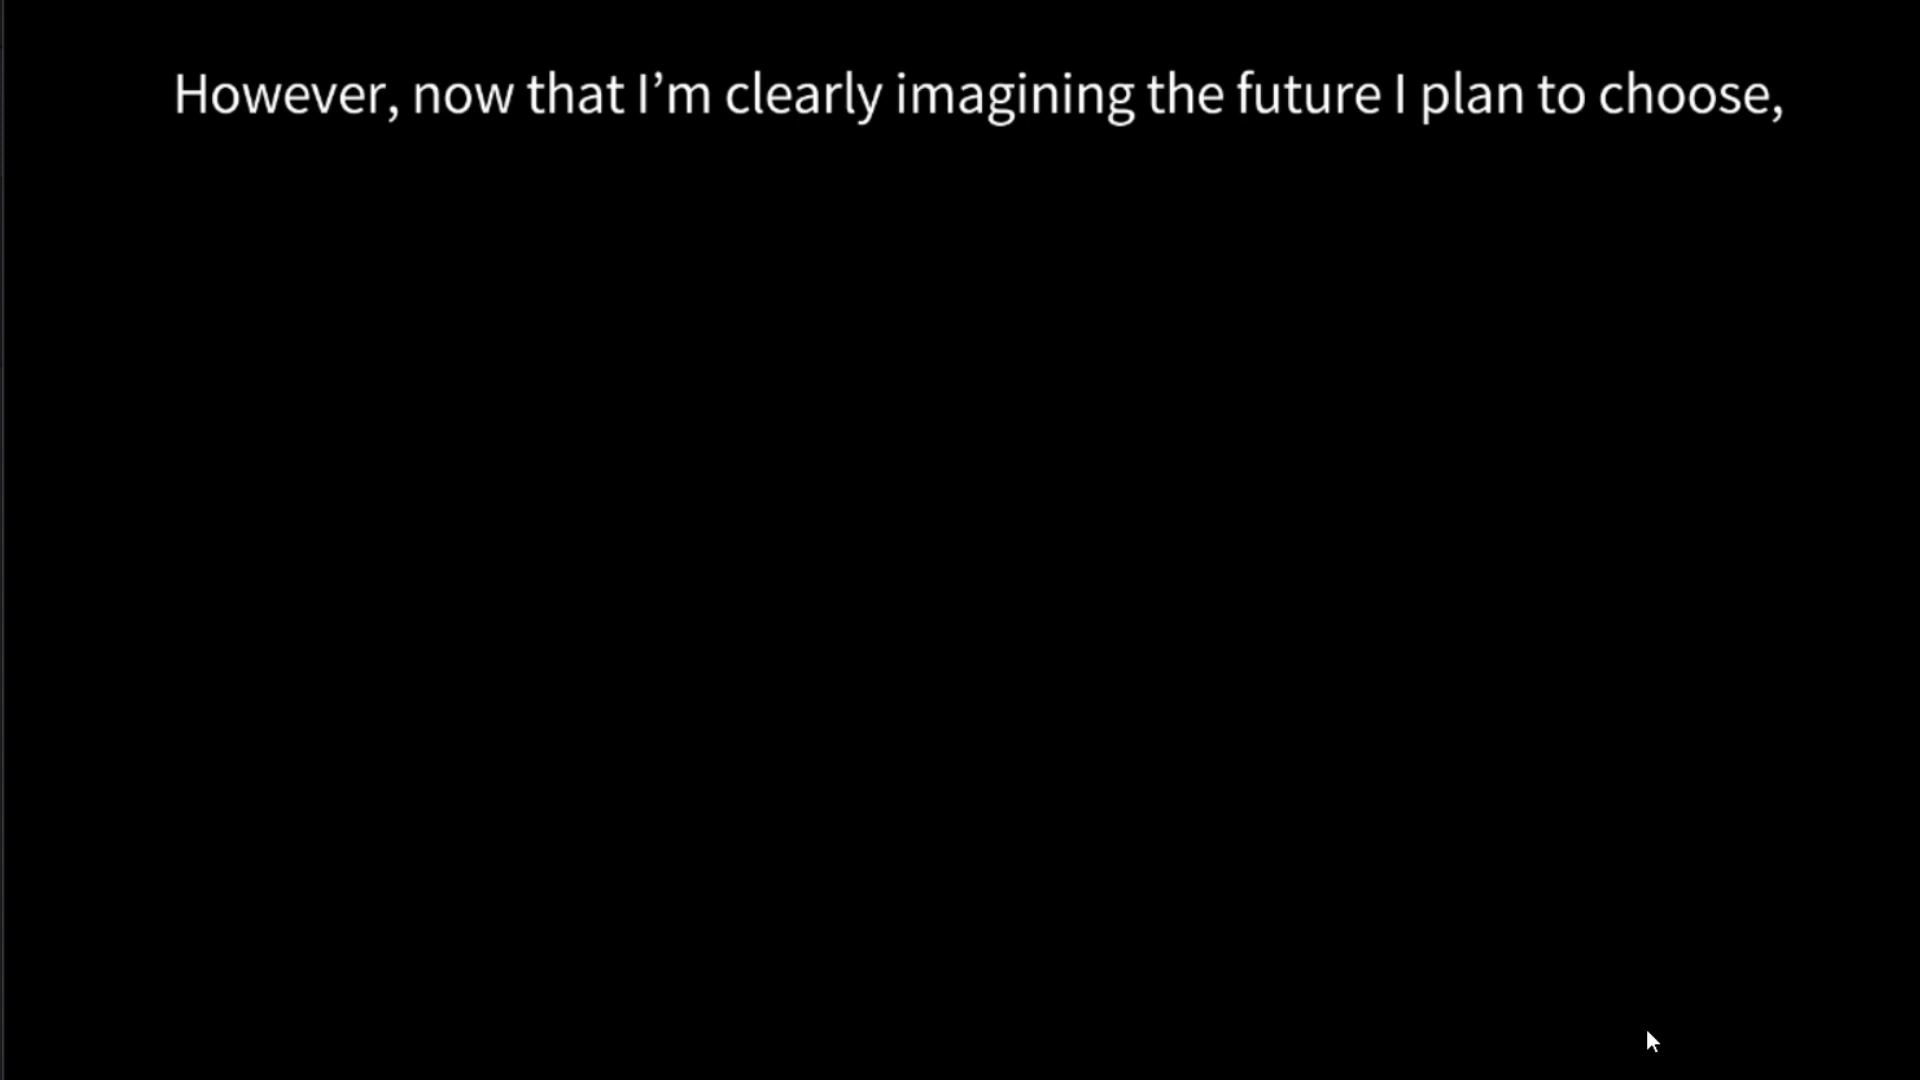 However, now that I’m clearly imagining the future I plan to choose,